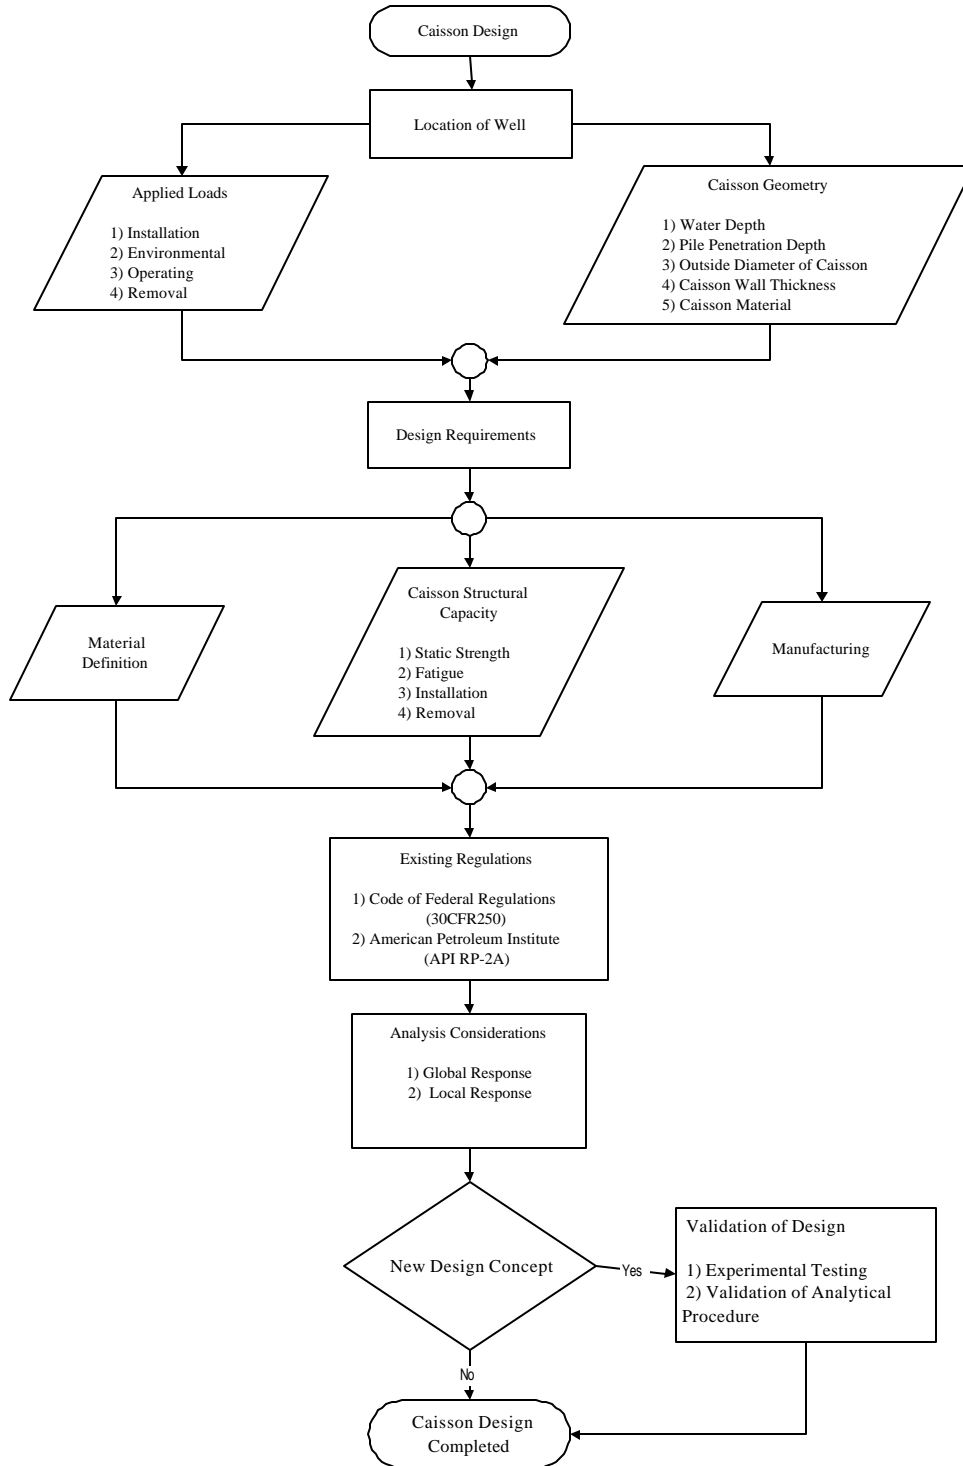 Caisson Design
Location of Well
Applied Loads
1) Installation
2) Environmental
3) Operating
4) Removal
Caisson Geometry
1) Water Depth
2) Pile Penetration Depth
3) Outside Diameter of Caisson
4) Caisson Wall Thickness
5) Caisson Material
Design Requirements
Material
Definition
Caisson Structural
Capacity
1) Static Strength
2) Fatigue
3) Installation
4) Removal
Manufacturing
Existing Regulations
1) Code of Federal Regulations
(30CFR250)
2) American Petroleum Institute
(API RP-2A)
Analysis Considerations
1) Global Response
2) Local Response
New Design Concept
Yes
Validation of Design
1) Experimental Testing
2) Validation of Analytical
Procedure
No
Caisson Design
Completed